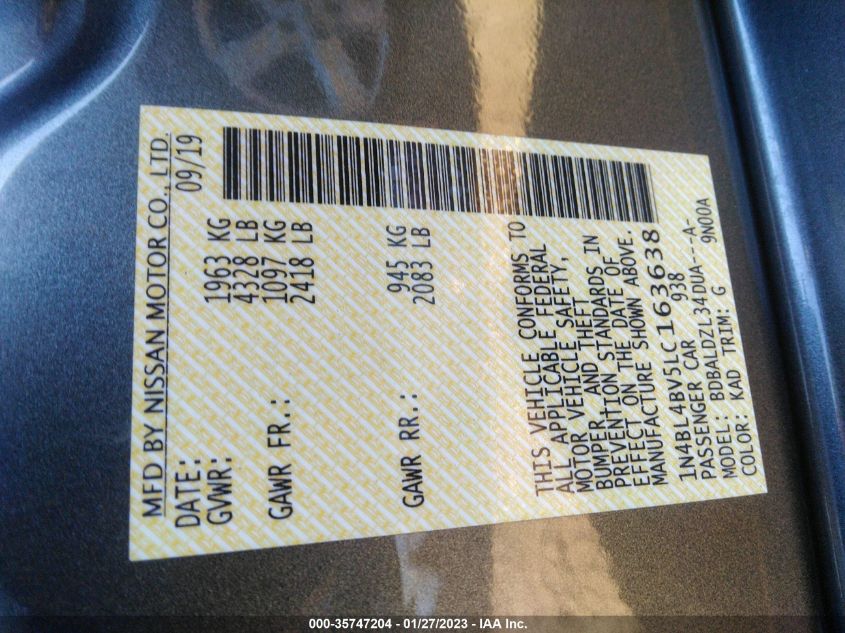 MFD BY NISSAN MOTOR CO., LTD.
DATE: 09/19
GVWR: 1963 KG
4328 LB
GAWR FR.: 1097 KG
2418 LB
GAWR RR.: 945 KG
2083 LB
THIS VEHICLE CONFORMS TO
ALL APPLICABLE FEDERAL
MOTOR VEHICLE SAFETY,
BUMPER AND THEFT
PREVENTION STANDARDS IN
EFFECT ON THE DATE OF
MANUFACTURE SHOWN ABOVE.
1N4BL4BV5LC163638
PASSENGER CAR 938
MODEL: BDBALDZL34DUA---A-
COLOR: KAD TRIM: G 9N00A
000-35747204 - 01/27/2023 - IAA Inc.